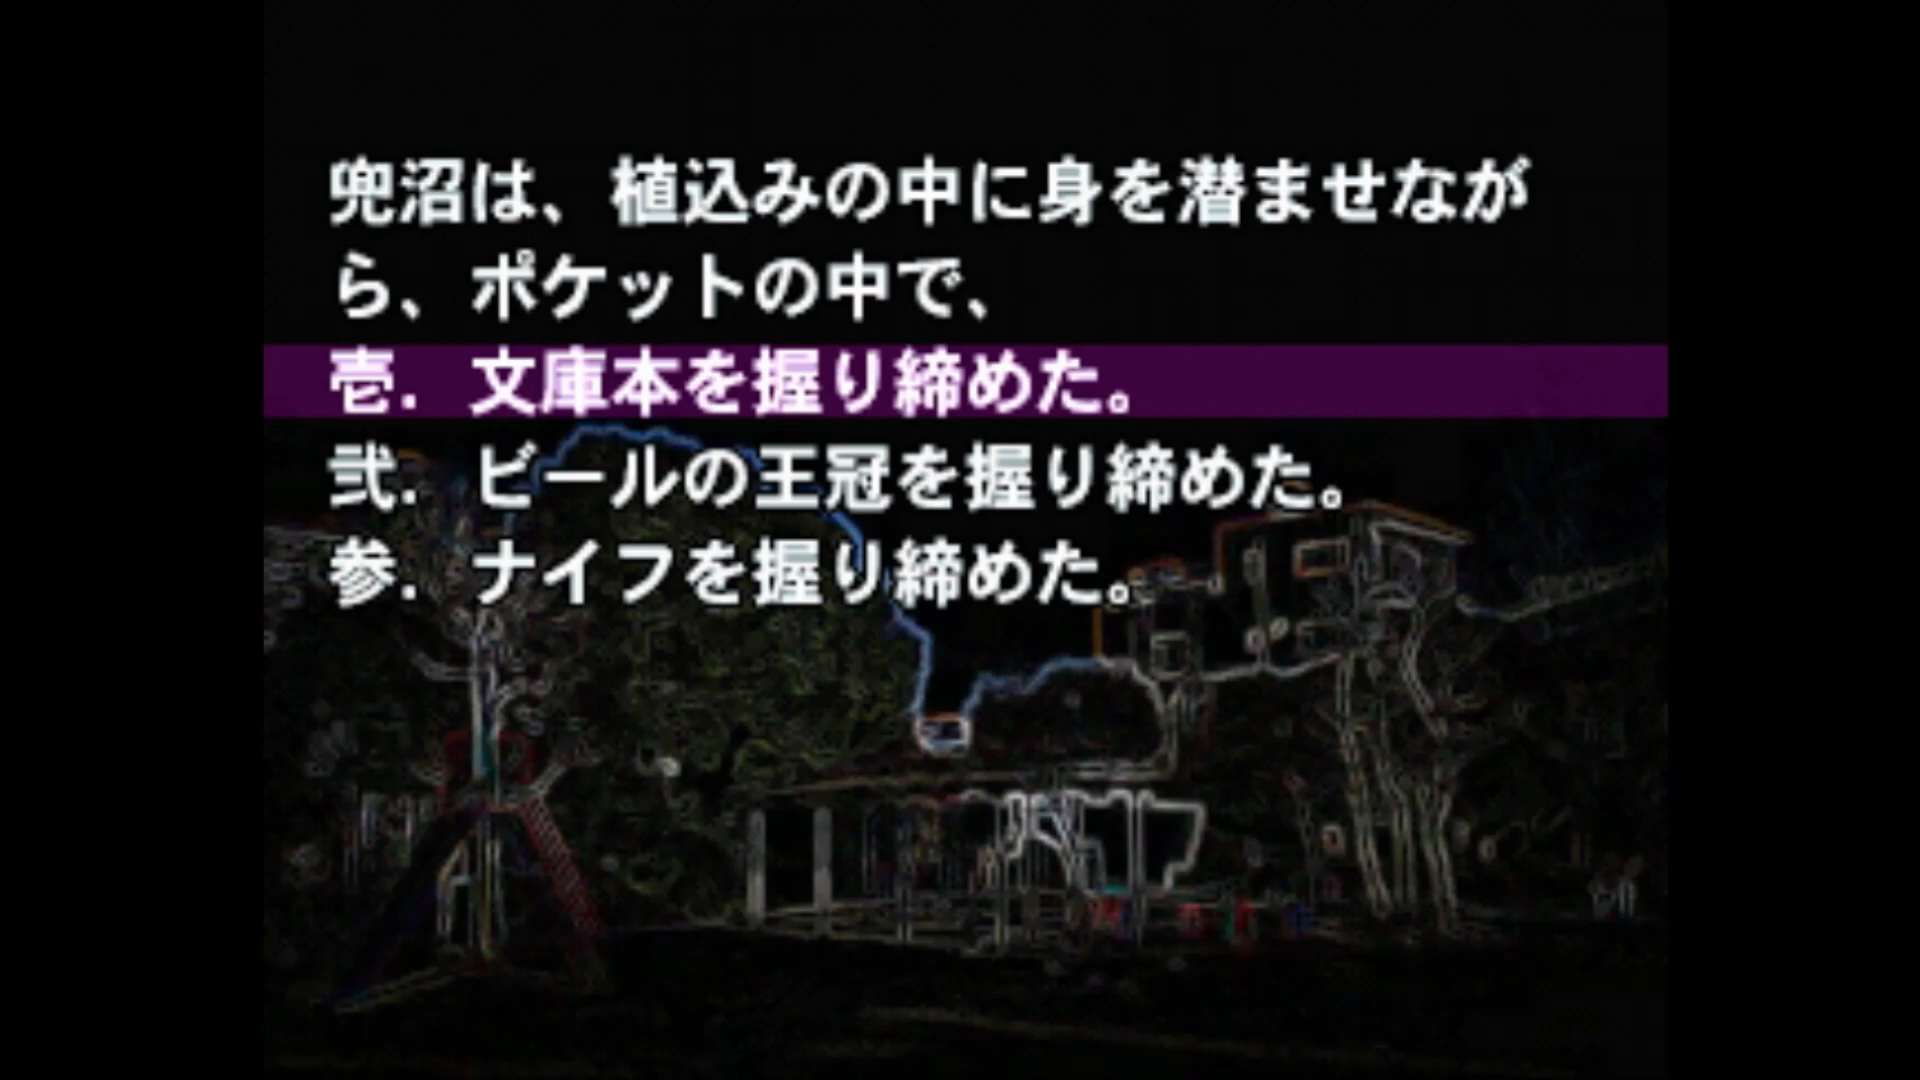 兜沼は、植込みの中に身を潜ませなが
ら、ポケットの中で、
壱．文庫本を握り締めた。
弐．ビールの王冠を握り締めた。
参．ナイフを握り締めた。